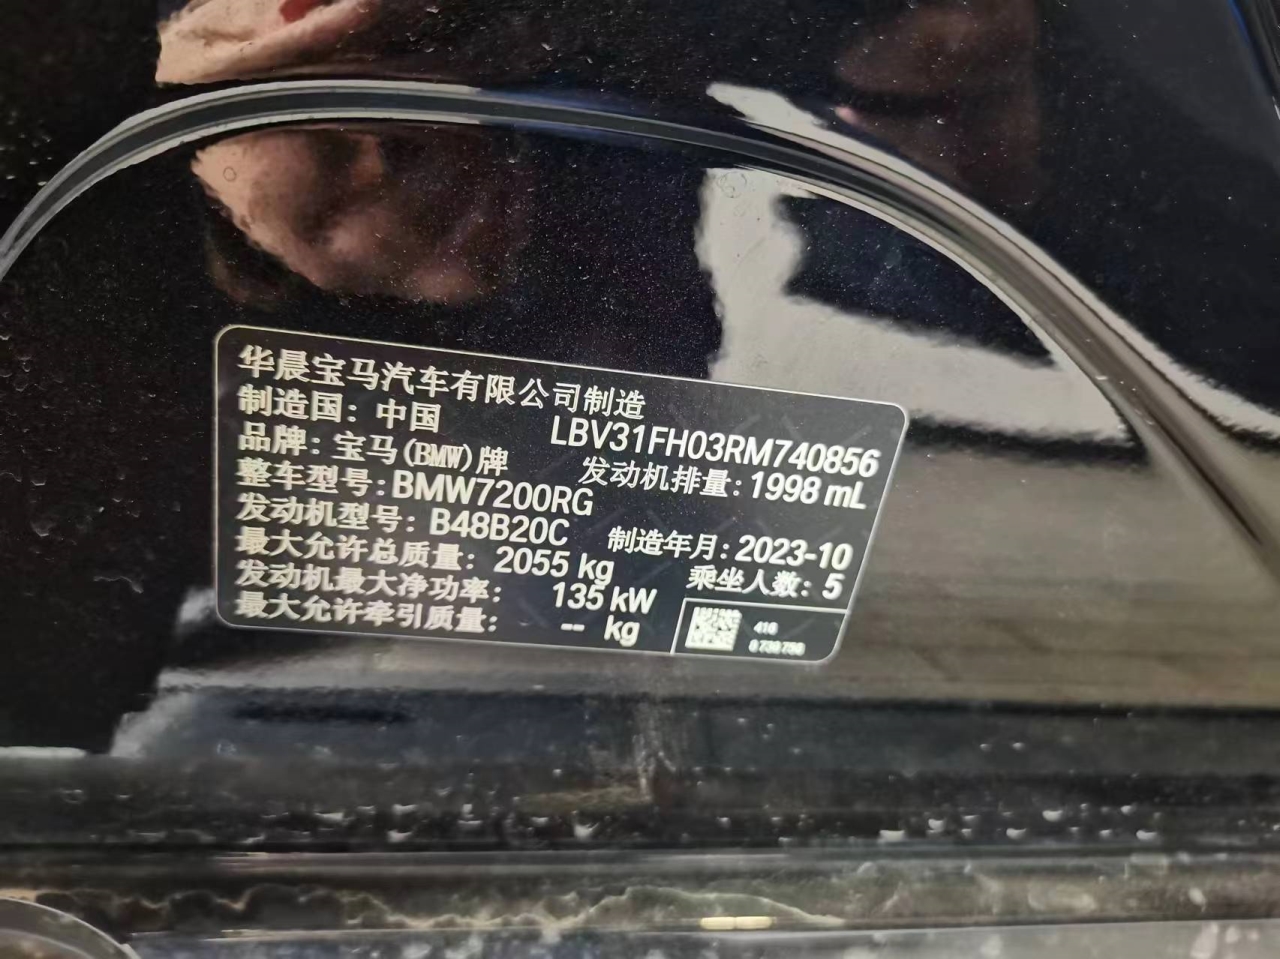 华晨宝马汽车有限公司制造
制造国：中国
LBV31FH03RM740856
品牌：宝马(BMW)牌
发动机排量：1998 mL
整车型号：BMW7200RG
发动机型号：B48B20C
制造年月：2023-10
最大允许总质量：2055 kg
乘坐人数：5
发动机最大净功率：135 kW
最大允许牵引质量：-- kg